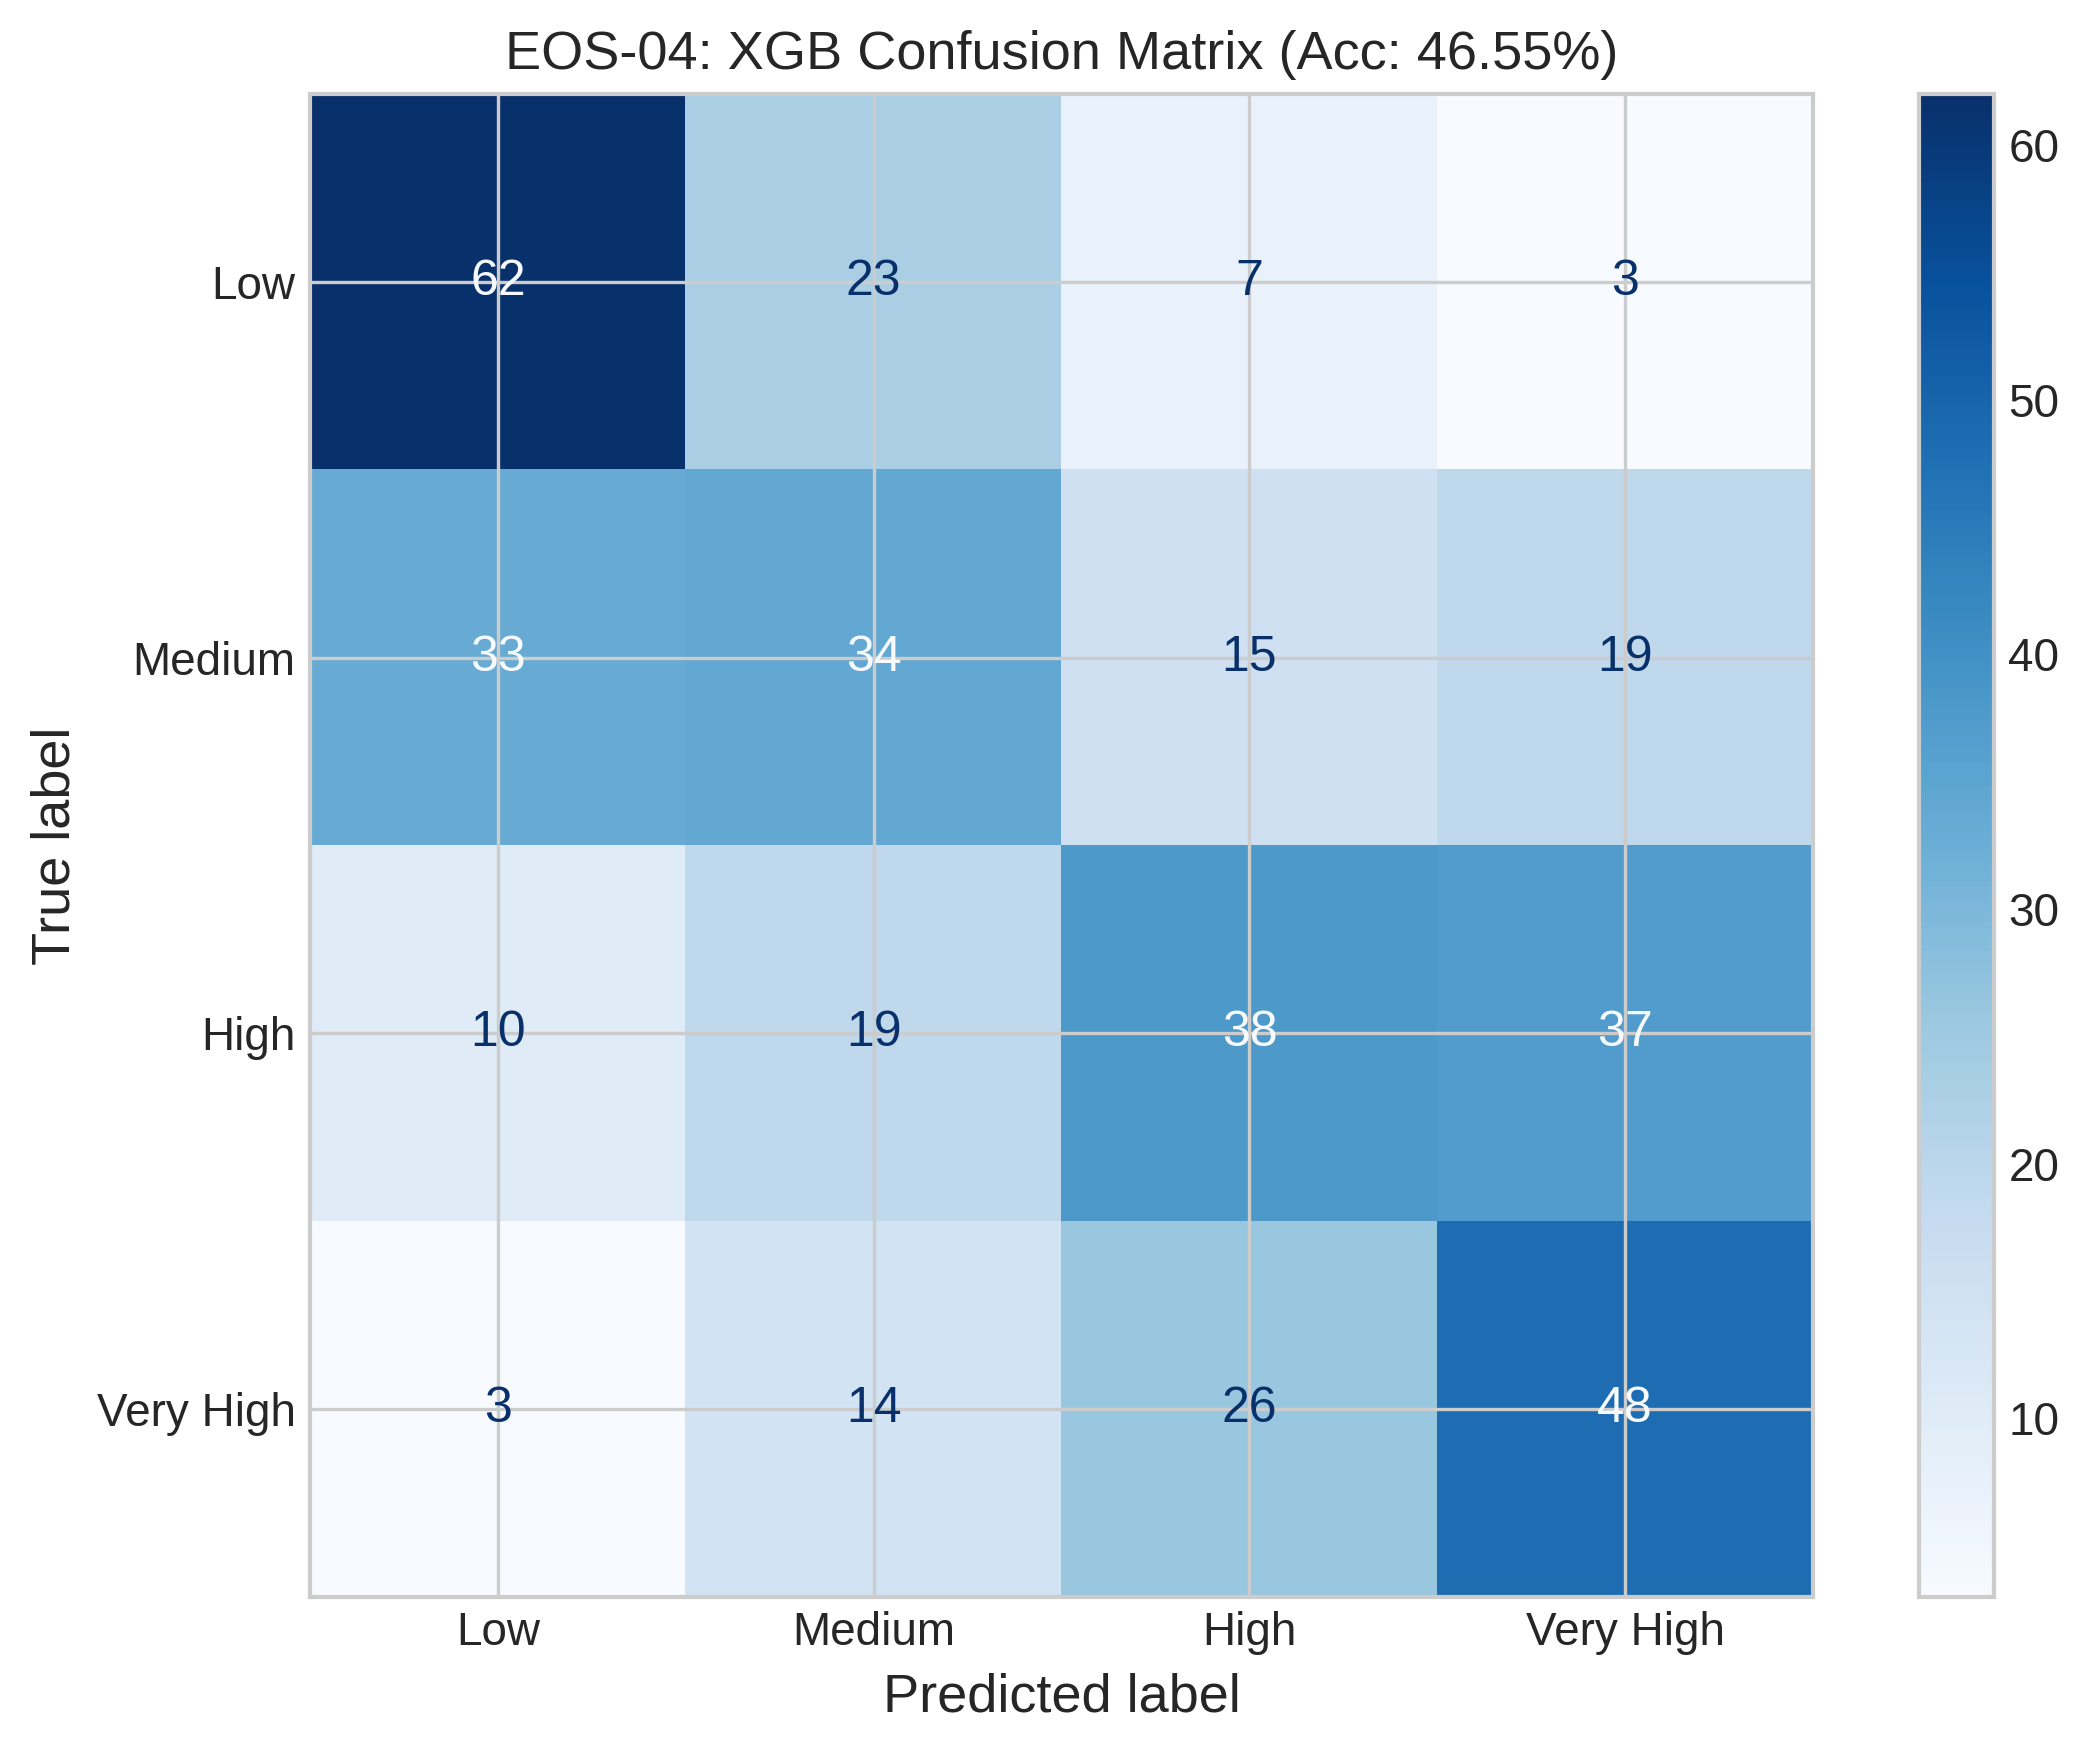 EOS-04: XGB Confusion Matrix (Acc: 46.55%)
60
Low 62 23 7 3
50
40
Medium 33 34 15 19
True label
30
High 10 19 38 37
20
Very High 3 14 26 48
10
Low Medium High Very High
Predicted label